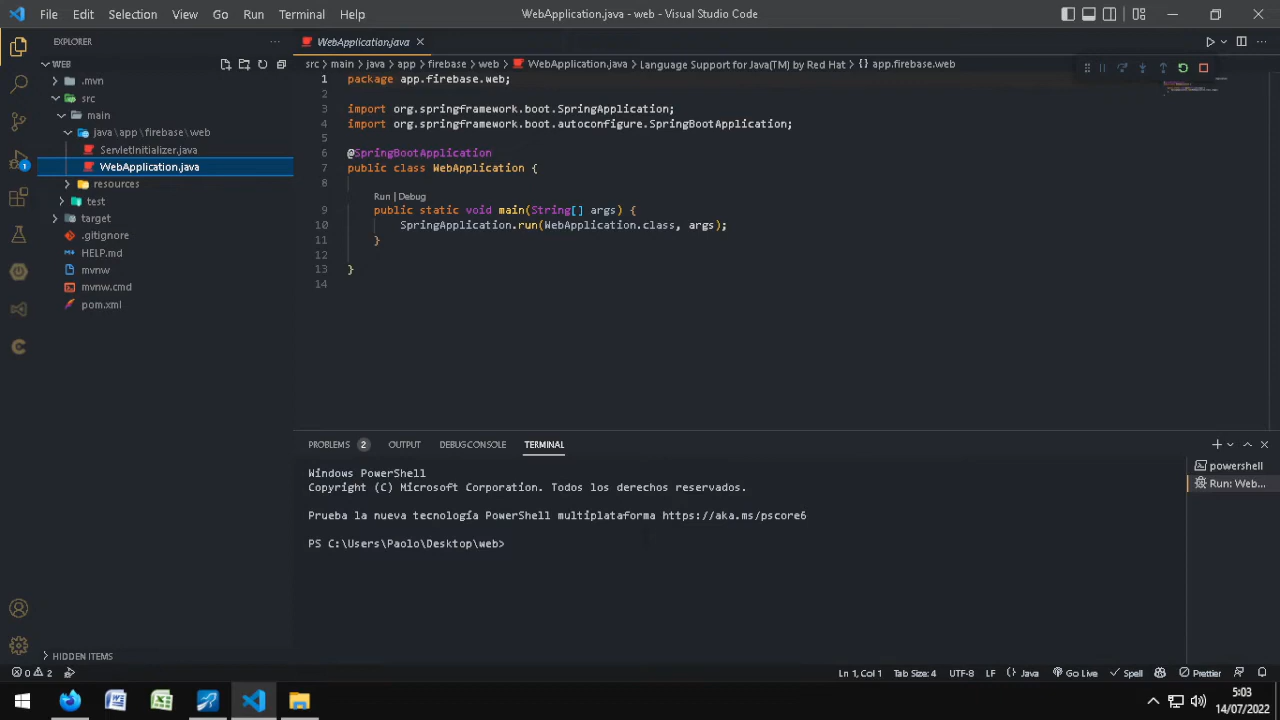 File Edit Selection View Go Run Terminal Help
WebApplication.java - web - Visual Studio Code
EXPLORER
WEB
.mvn
src
main
java\app\firebase\web
ServletInitializer.java
WebApplication.java
resources
test
target
.gitignore
HELP.md
mvnw
mvnw.cmd
pom.xml
HIDDEN ITEMS
1
WebApplication.java
src > main > java > app > firebase > web > WebApplication.java > Language Support for Java(TM) by Red Hat > {} app.firebase.web
1 package app.firebase.web;
2
3 import org.springframework.boot.SpringApplication;
4 import org.springframework.boot.autoconfigure.SpringBootApplication;
5
6 @SpringBootApplication
7 public class WebApplication {
8
Run | Debug
9 public static void main(String[] args) {
10 SpringApplication.run(WebApplication.class, args);
11 }
12
13 }
14
PROBLEMS 2 OUTPUT DEBUG CONSOLE TERMINAL
Windows PowerShell
Copyright (C) Microsoft Corporation. Todos los derechos reservados.
Prueba la nueva tecnología PowerShell multiplataforma https://aka.ms/pscore6
PS C:\Users\Paolo\Desktop\web>
powershell
Run: Web...
0 2
Ln 1, Col 1 Tab Size: 4 UTF-8 LF {} Java Go Live Spell Prettier
5:03
14/07/2022